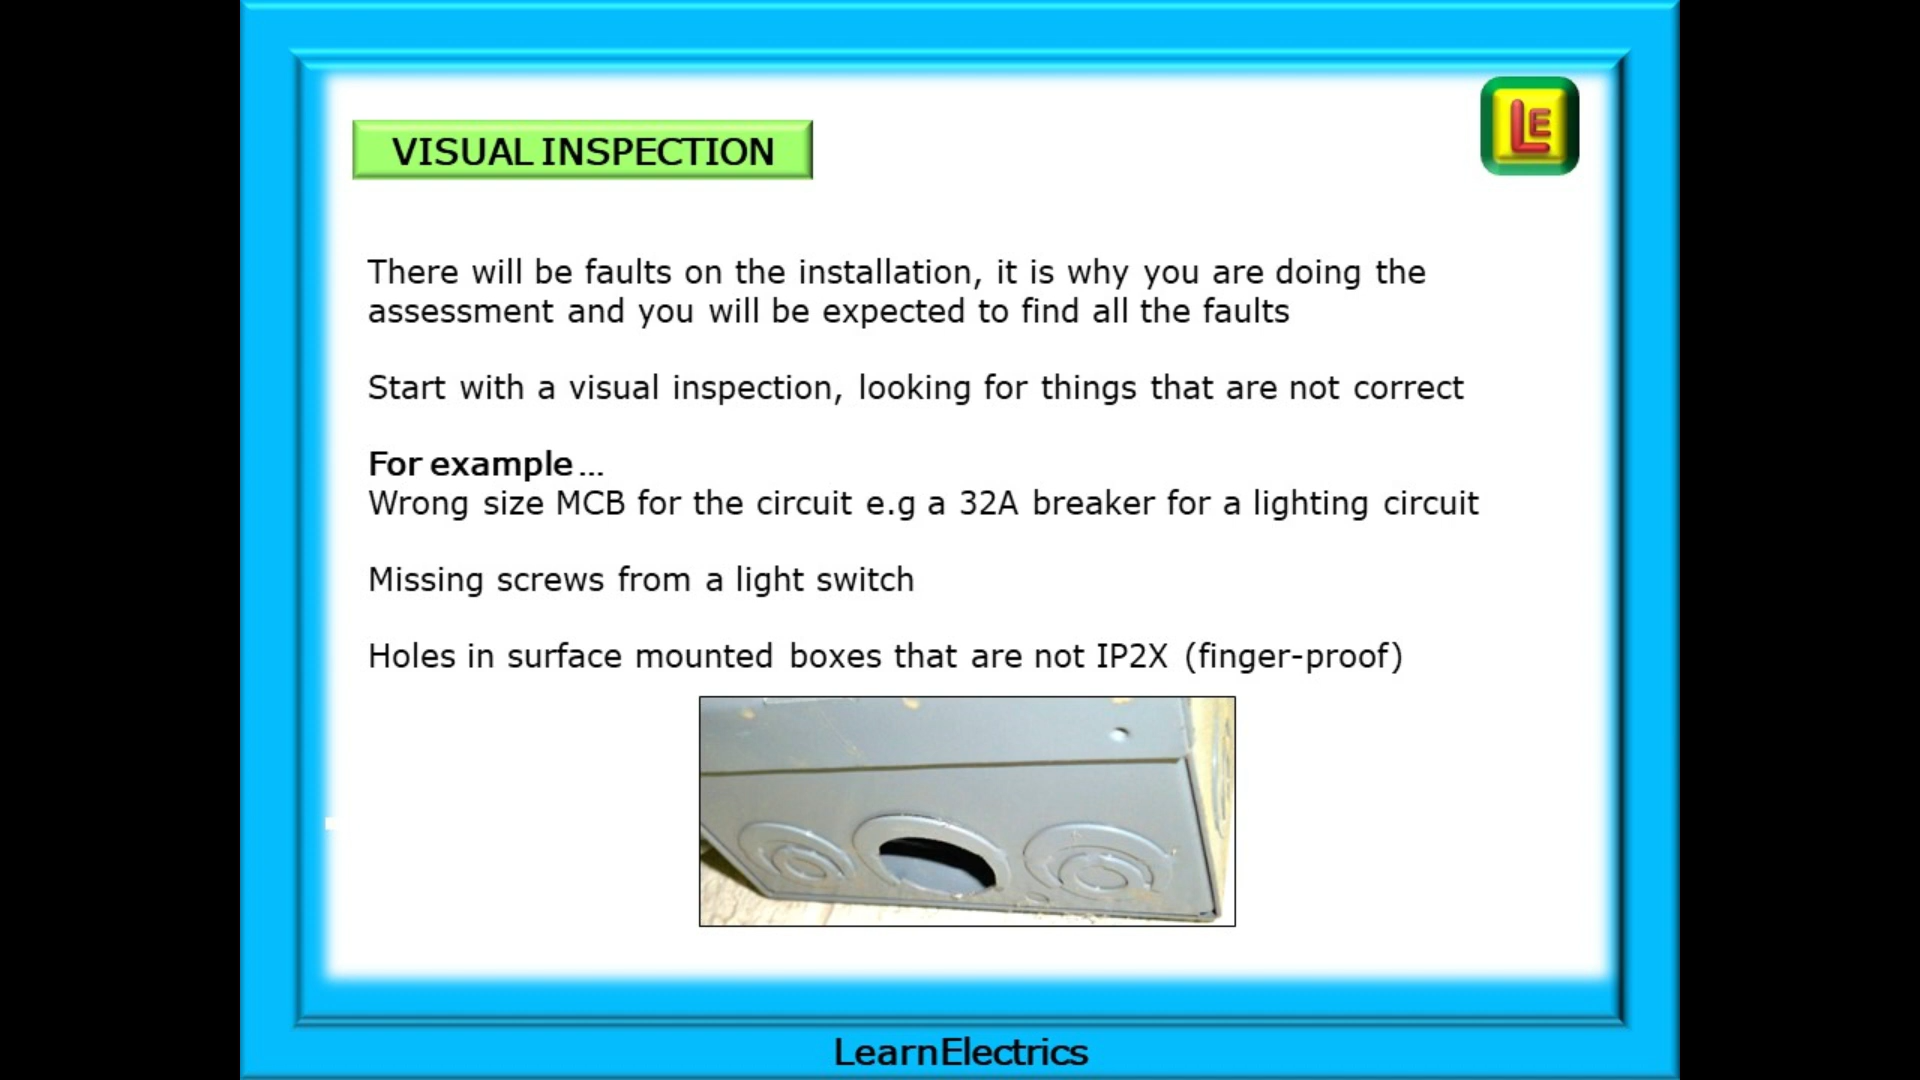 VISUAL INSPECTION
LE
There will be faults on the installation, it is why you are doing the
assessment and you will be expected to find all the faults
Start with a visual inspection, looking for things that are not correct
For example...
Wrong size MCB for the circuit e.g a 32A breaker for a lighting circuit
Missing screws from a light switch
Holes in surface mounted boxes that are not IP2X (finger-proof)
LearnElectrics